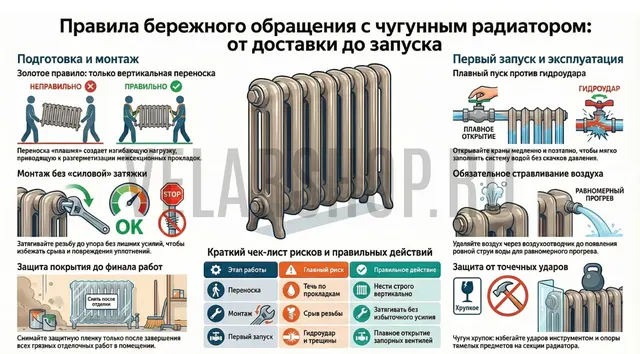 Правила бережного обращения с чугунным радиатором:
от доставки до запуска
Подготовка и монтаж
Золотое правило: только вертикальная переноска
НЕПРАВИЛЬНО
ПРАВИЛЬНО
Переноска «плашмя» создает изгибающую нагрузку,
приводящую к разгерметизации межсекционных прокладок.
Монтаж без «силовой» затяжки
OK
STOP
Затягивайте резьбу до упора без лишних усилий, чтобы
избежать срыва и повреждения уплотнений.
Защита покрытия до финала работ
Снять после
отделки
Снимайте защитную пленку только после завершения
всех грязных отделочных работ в помещении.
Краткий чек-лист рисков и правильных действий
Этап работы
Главный риск
Правильное действие
Переноска
Течь по
прокладкам
Нести строго
вертикально
Монтаж
Срыв резьбы
Затягивать без
избыточного усилия
Первый запуск
Гидроудар
и трещины
Плавное открытие
запорных вентилей
Первый запуск и эксплуатация
Плавный пуск против гидроудара
ПЛАВНОЕ
ОТКРЫТИЕ
ГИДРОУДАР
Открывайте краны медленно и поэтапно, чтобы мягко
заполнить систему водой без скачков давления.
Обязательное стравливание воздуха
РАВНОМЕРНЫЙ
ПРОГРЕВ
Удаляйте воздух через воздухоотводчик до появления
ровной струи воды для равномерного прогрева.
Защита от точечных ударов
Хрупкое
Чугун хрупок: избегайте ударов инструментом и опоры
тяжелых предметов на секции радиатора.